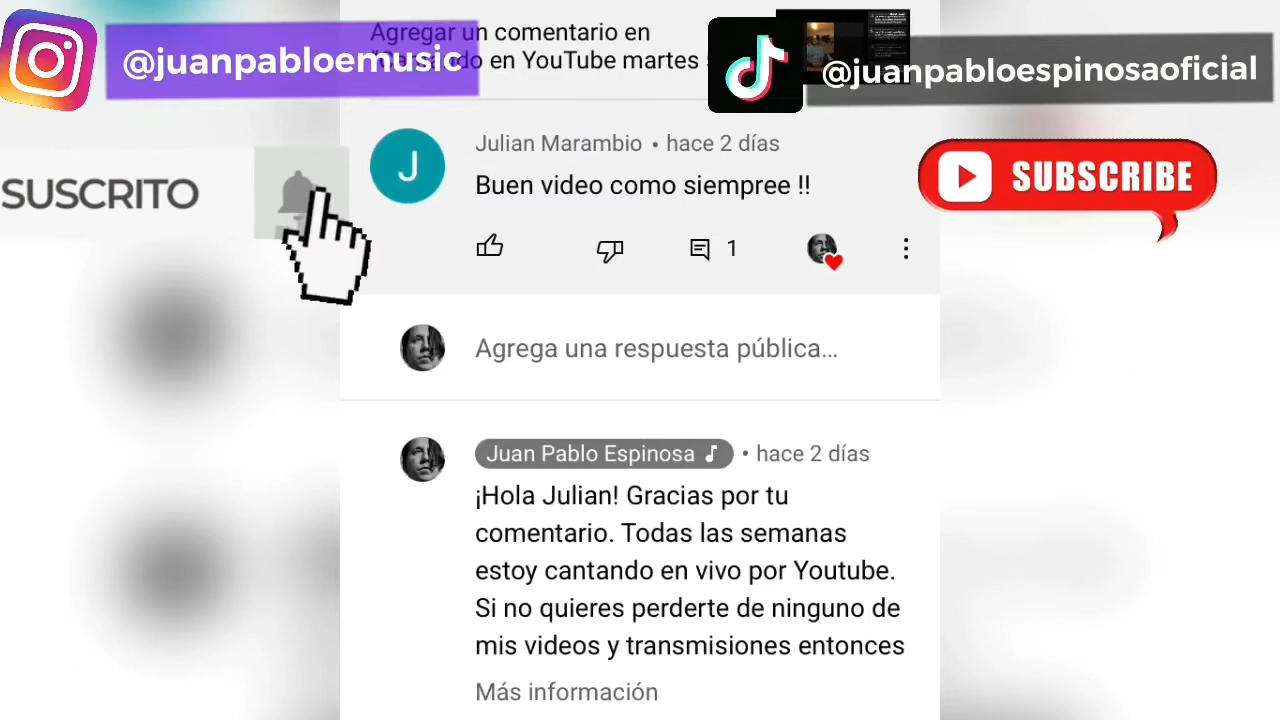 @juanpabloemusic
Agregar un comentario en
en YouTube martes
@juanpabloespinosaoficial
SUSCRITO
Julian Marambio • hace 2 días
Buen video como siempree !!
1
SUBSCRIBE
Agrega una respuesta pública...
Juan Pablo Espinosa • hace 2 días
¡Hola Julian! Gracias por tu
comentario. Todas las semanas
estoy cantando en vivo por Youtube.
Si no quieres perderte de ninguno de
mis videos y transmisiones entonces
Más información